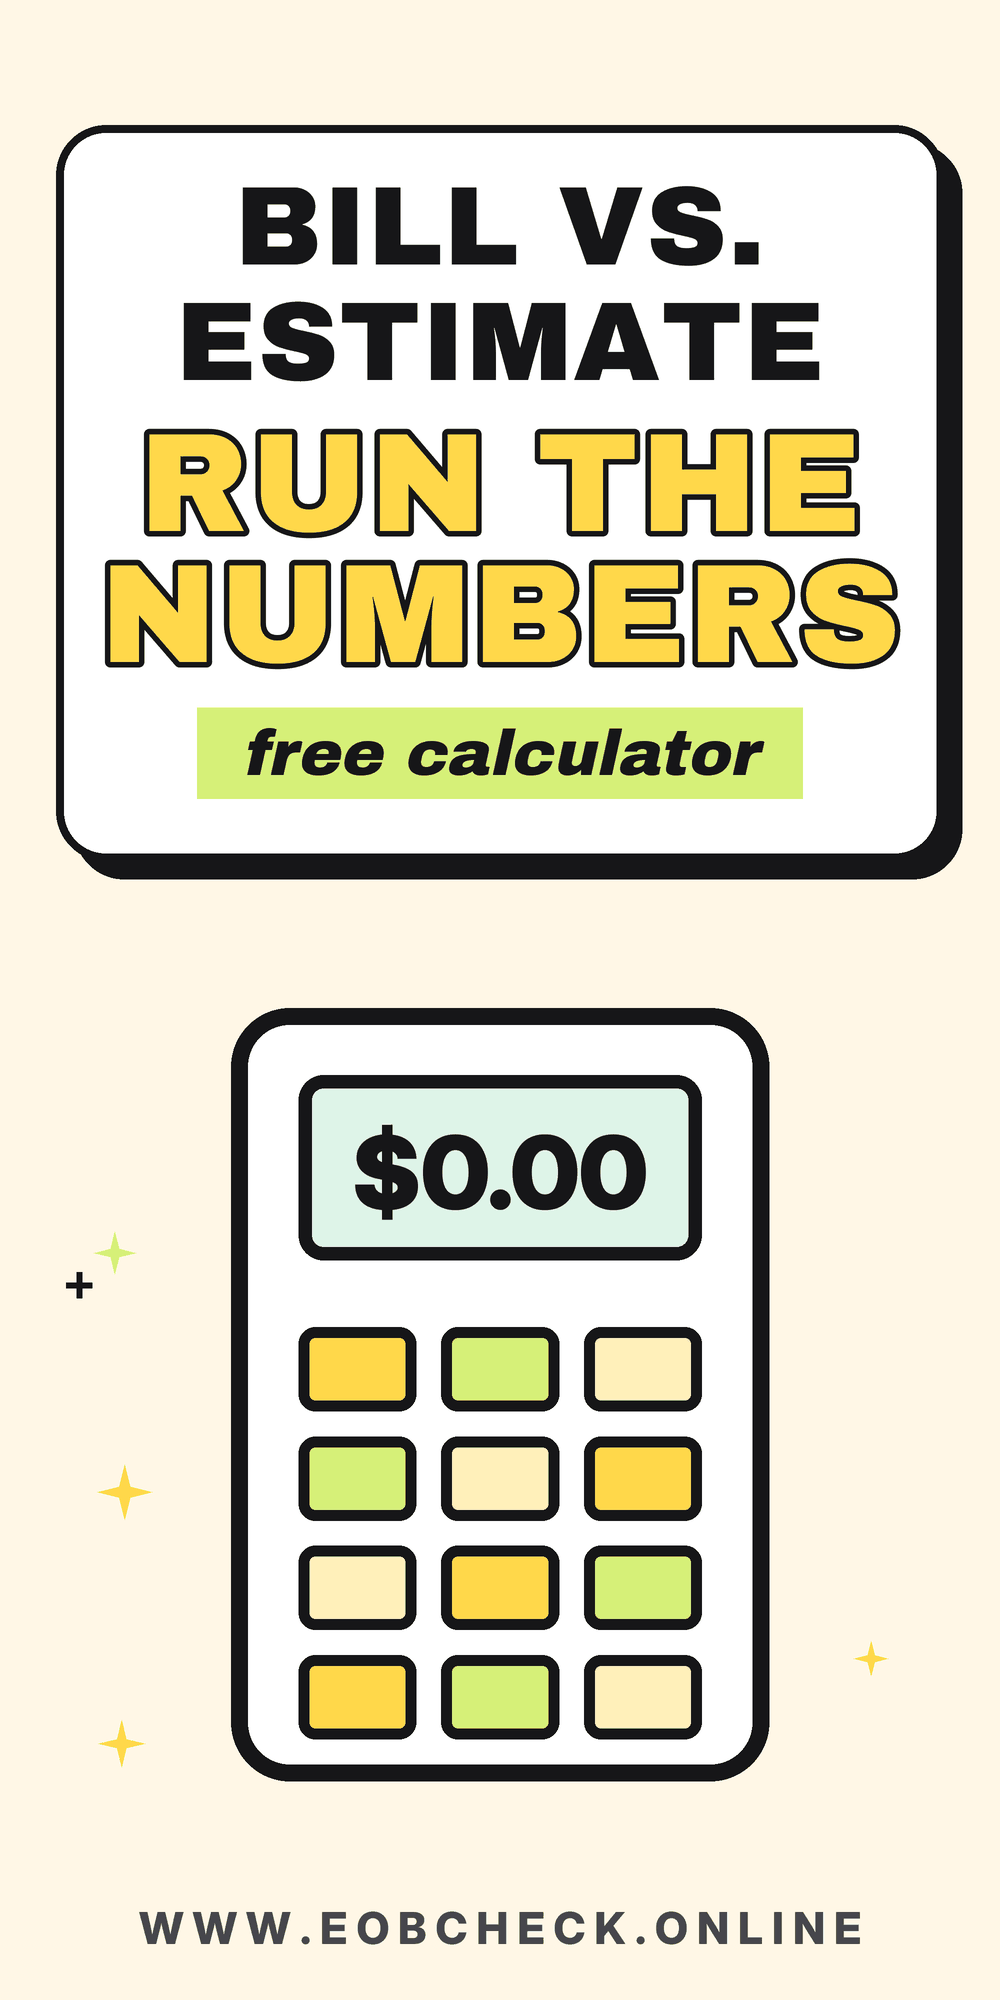 BILL VS.
ESTIMATE
RUN THE
NUMBERS
free calculator
$0.00
WWW.EOBCHECK.ONLINE